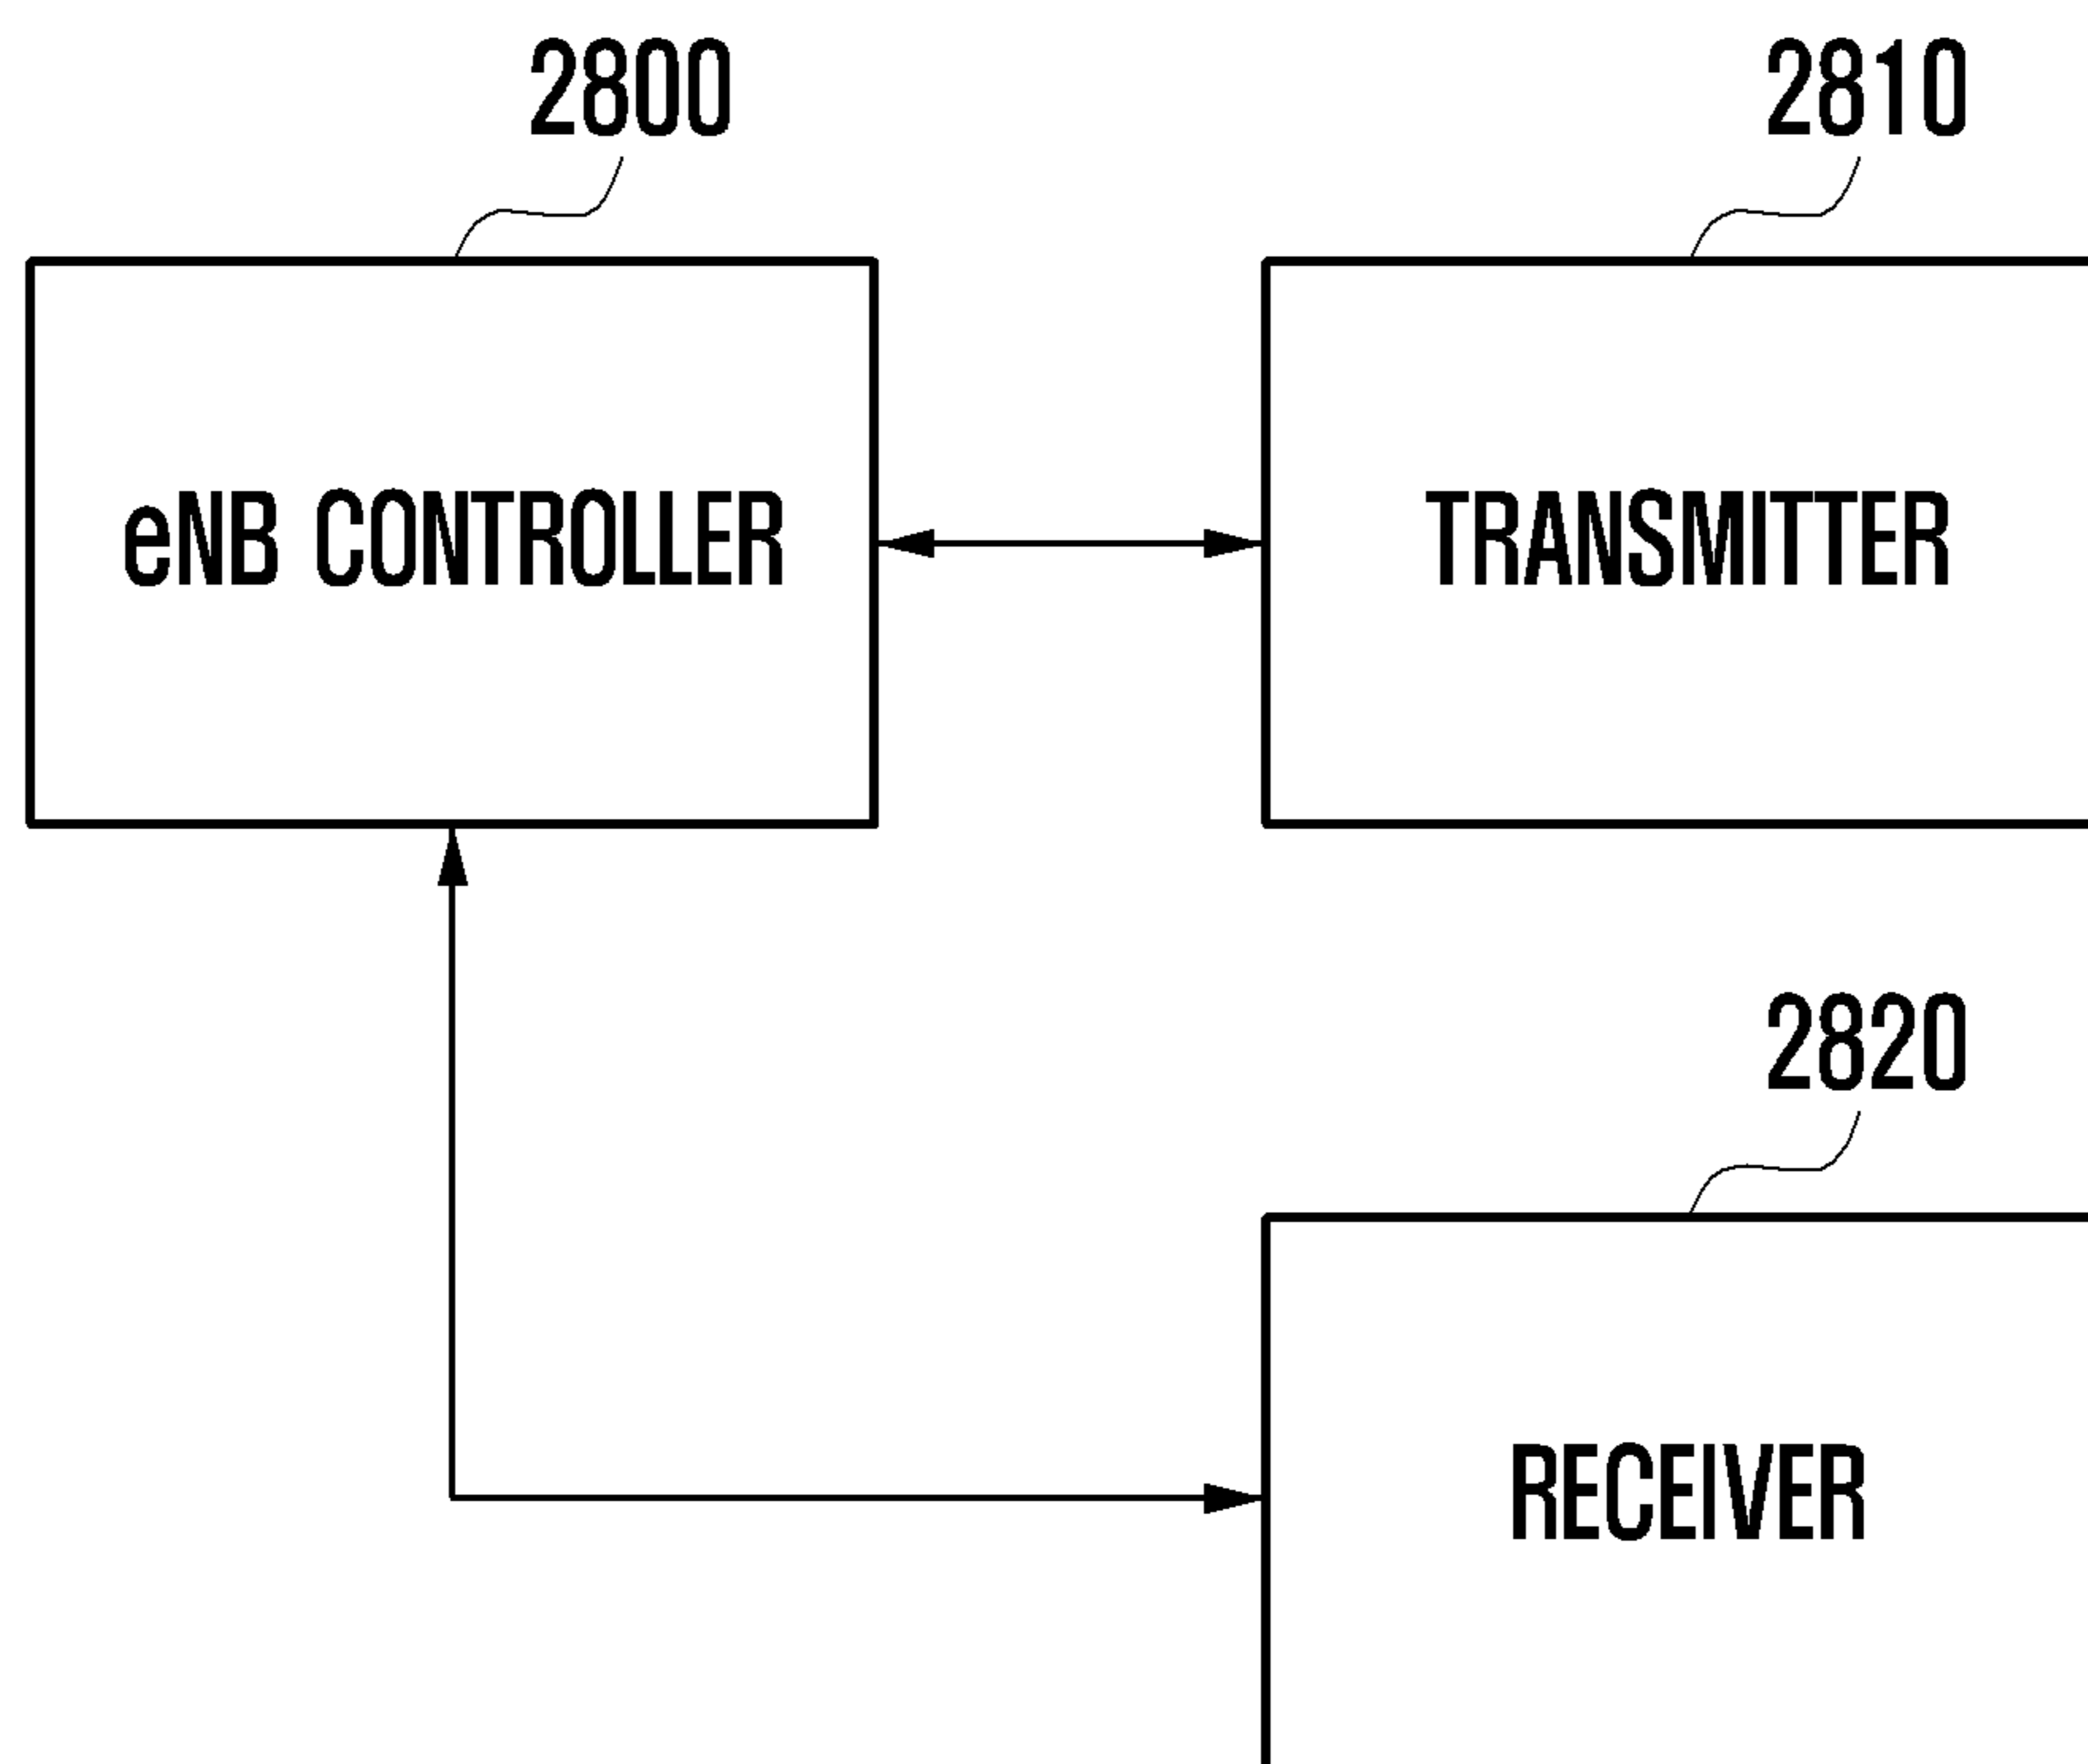 2800
2810
eNB CONTROLLER
TRANSMITTER
2820
RECEIVER